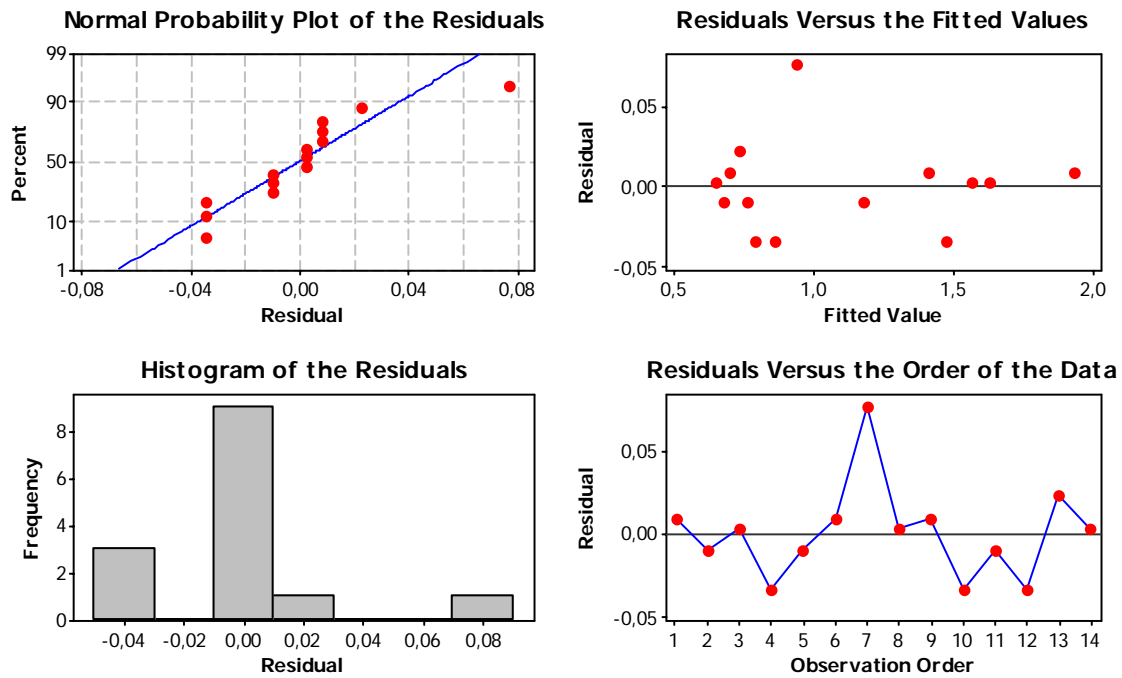 Normal Probability Plot of the Residuals
99
90
50
10
1
Percent
-0,08 -0,04 0,00 0,04 0,08
Residual
Residuals Versus the Fitted Values
0,05
0,00
-0,05
Residual
0,5 1,0 1,5 2,0
Fitted Value
Histogram of the Residuals
8
6
4
2
0
Frequency
-0,04 -0,02 0,00 0,02 0,04 0,06 0,08
Residual
Residuals Versus the Order of the Data
0,05
0,00
-0,05
Residual
1 2 3 4 5 6 7 8 9 10 11 12 13 14
Observation Order